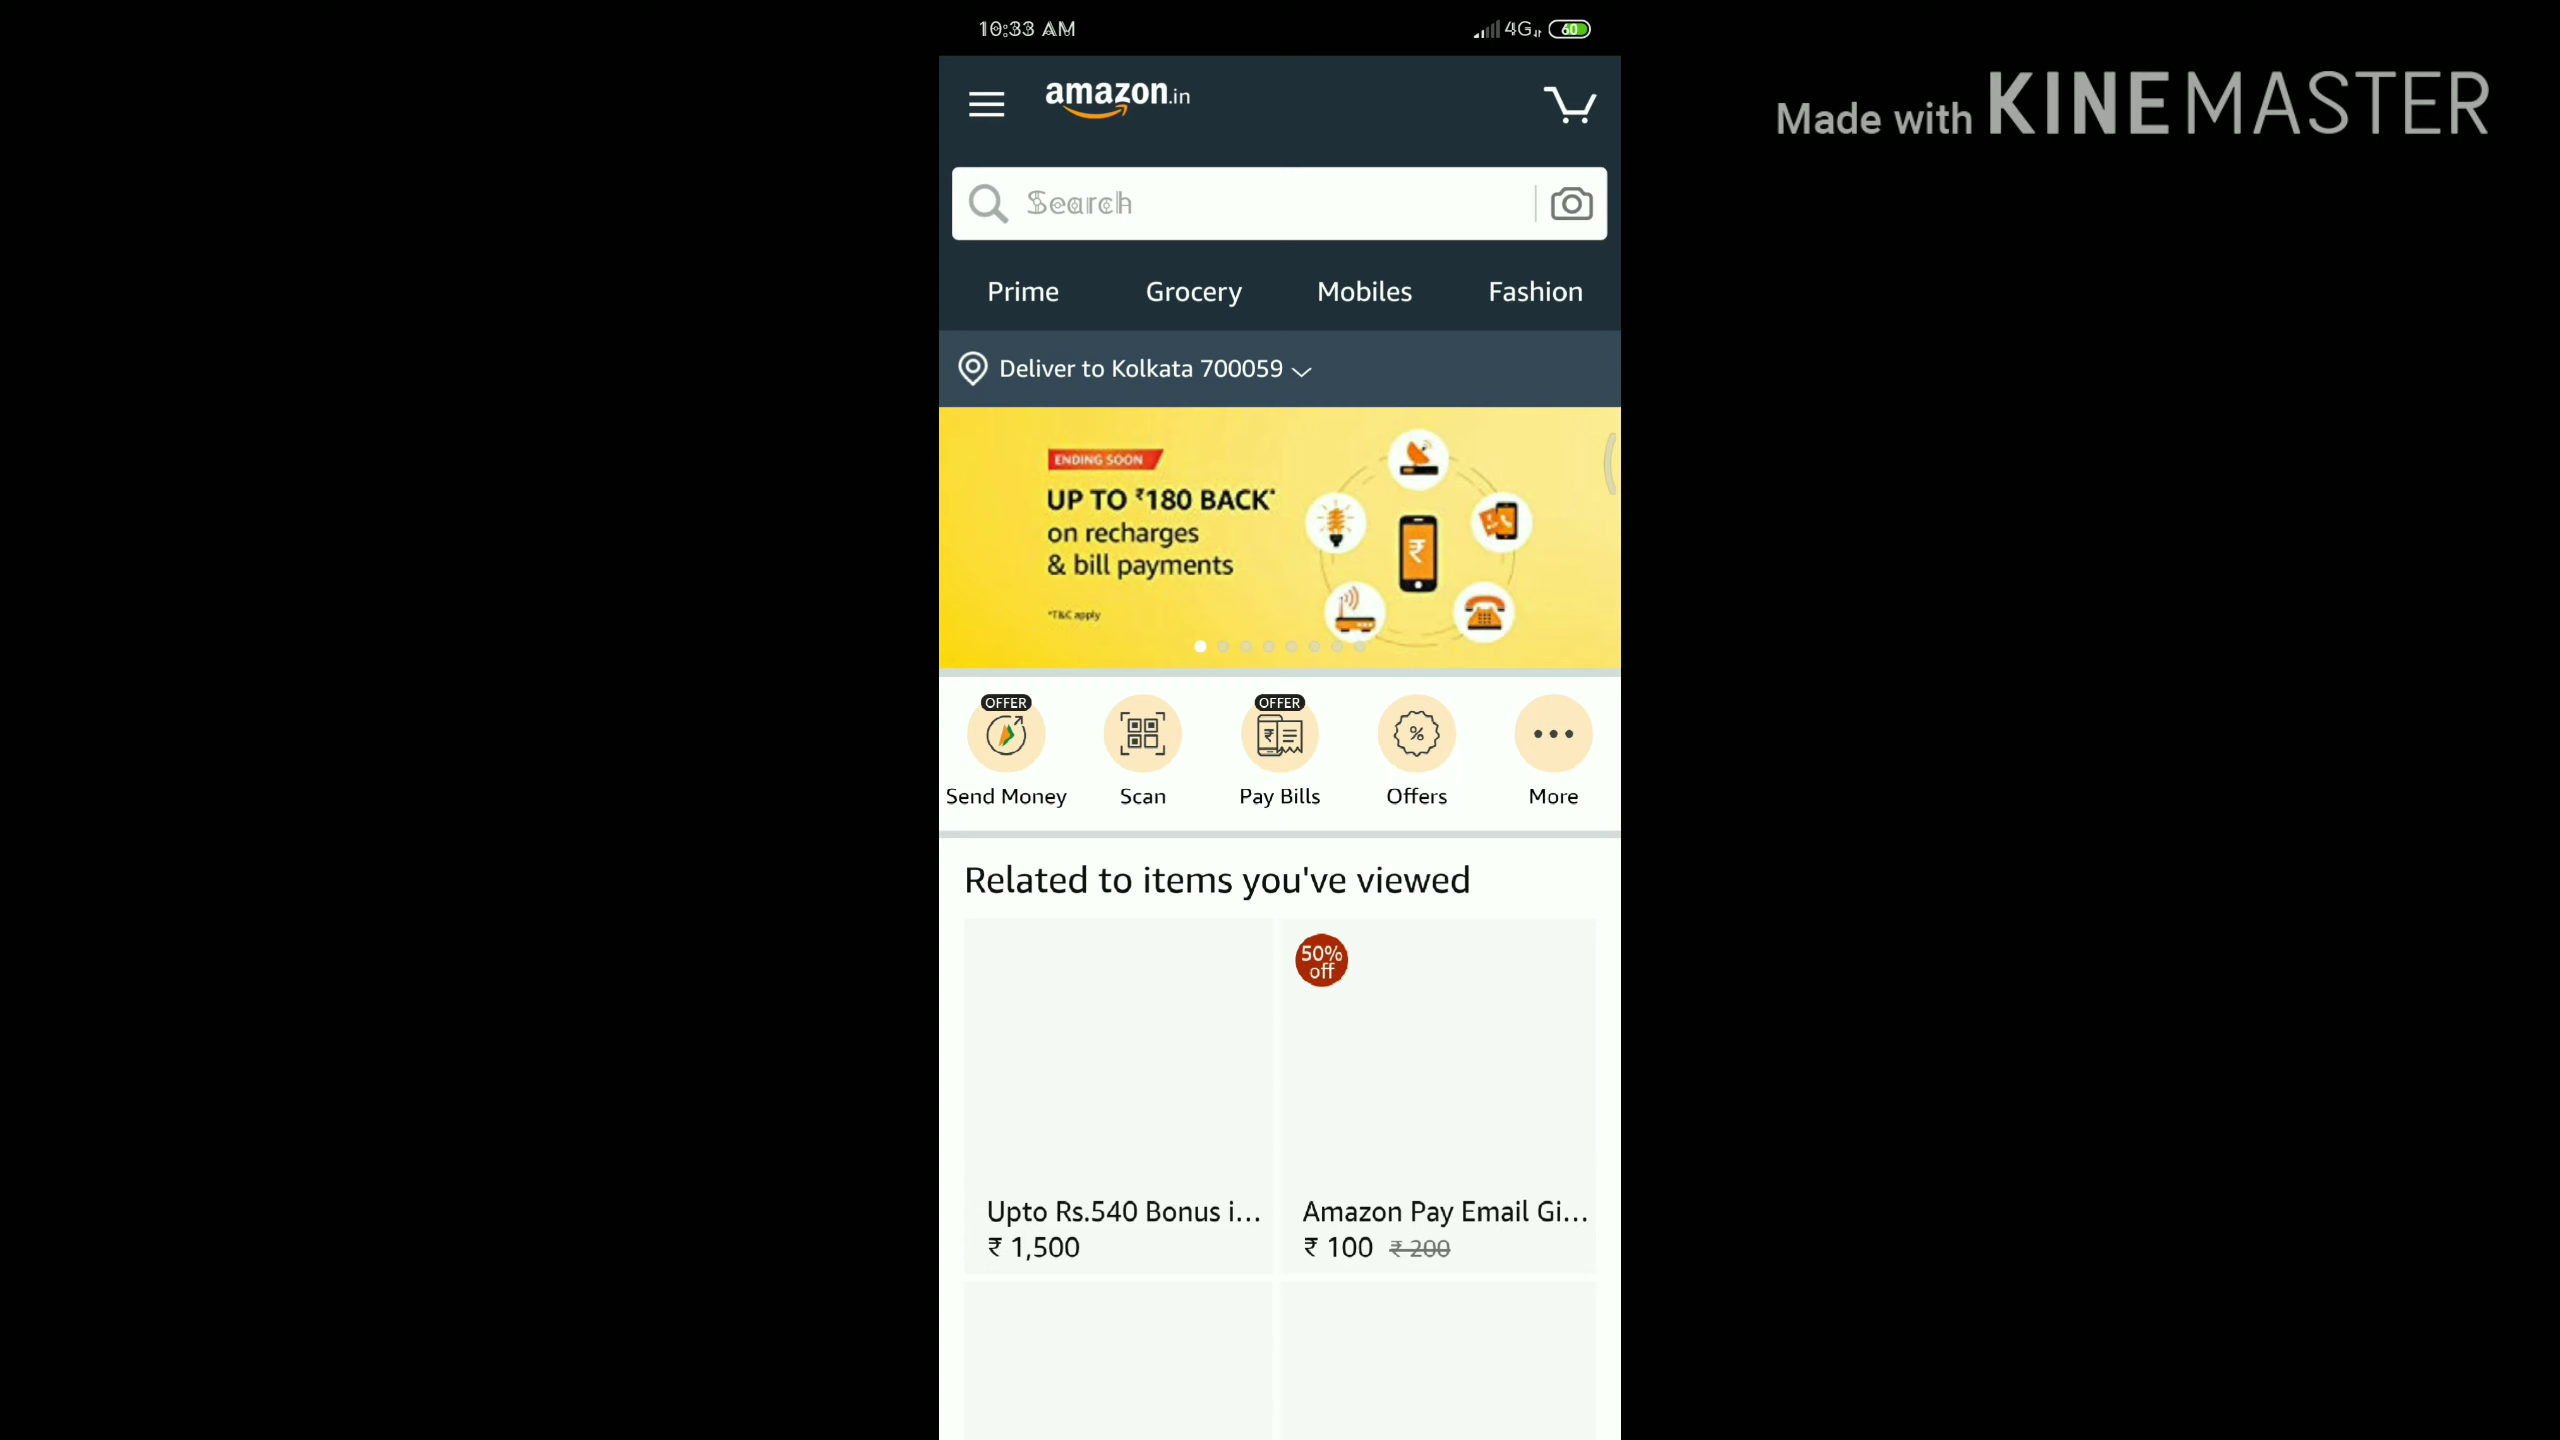 10:33 AM
4G
60
Made with KINEMASTER
amazon.in
Search
Prime
Grocery
Mobiles
Fashion
Deliver to Kolkata 700059
ENDING SOON
UP TO ₹180 BACK*
on recharges
& bill payments
*T&C apply
OFFER
OFFER
Send Money
Scan
Pay Bills
Offers
More
Related to items you've viewed
50%
off
Upto Rs.540 Bonus i...
₹ 1,500
Amazon Pay Email Gi...
₹ 100 ₹ 200